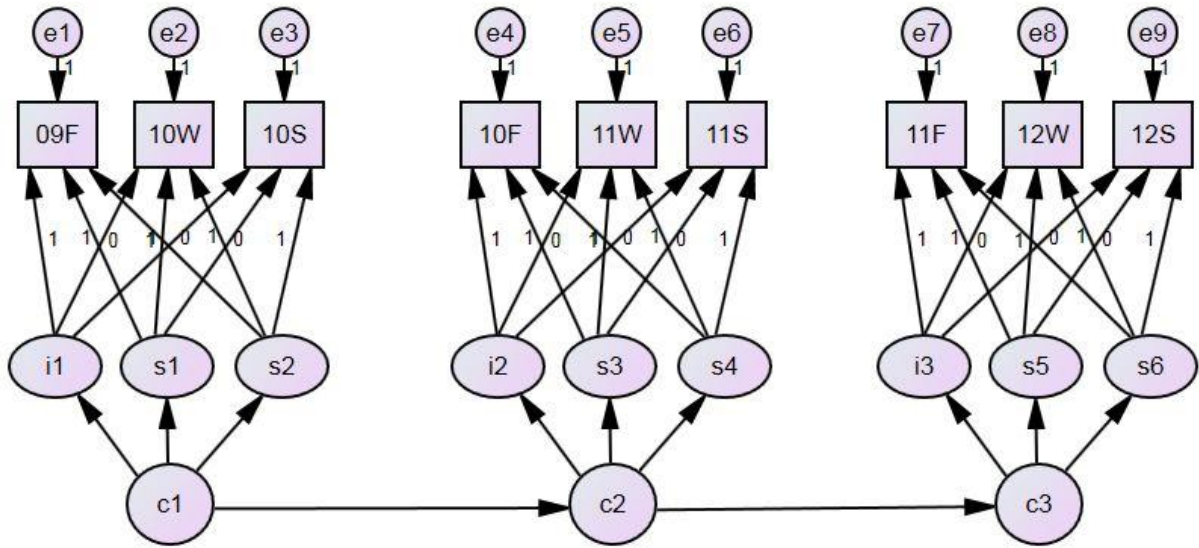 e1 e2 e3 e4 e5 e6 e7 e8 e9
1 1 1 1 1 1 1 1 1
09F 10W 10S 10F 11W 11S 11F 12W 12S
1 1 0 1 0 1 0 1 1 1 0 1 0 1 0 1 1 1 0 1 0 1 0 1
i1 s1 s2 i2 s3 s4 i3 s5 s6
c1 c2 c3